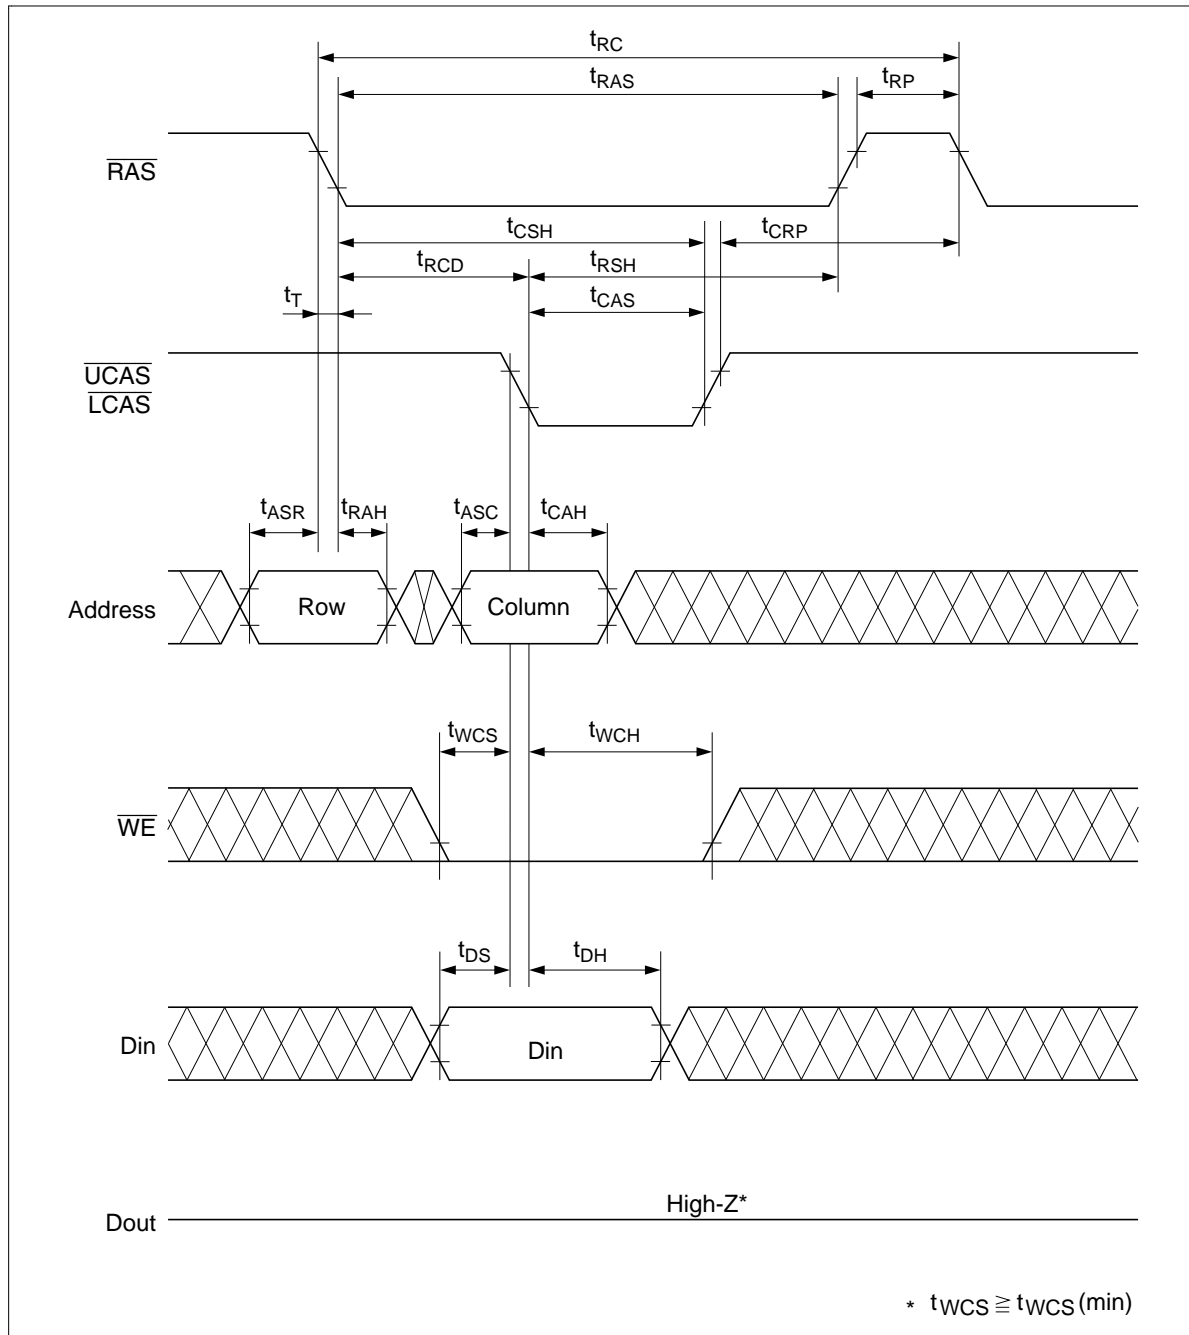 tRC
tRAS
tRP
RAS
tCSH
tCRP
tRCD
tRSH
tT
tCAS
UCAS
LCAS
tASR
tRAH
tASC
tCAH
Address
Row
Column
tWCS
tWCH
WE
tDS
tDH
Din
Din
High-Z*
Dout
* tWCS ≧ tWCS (min)